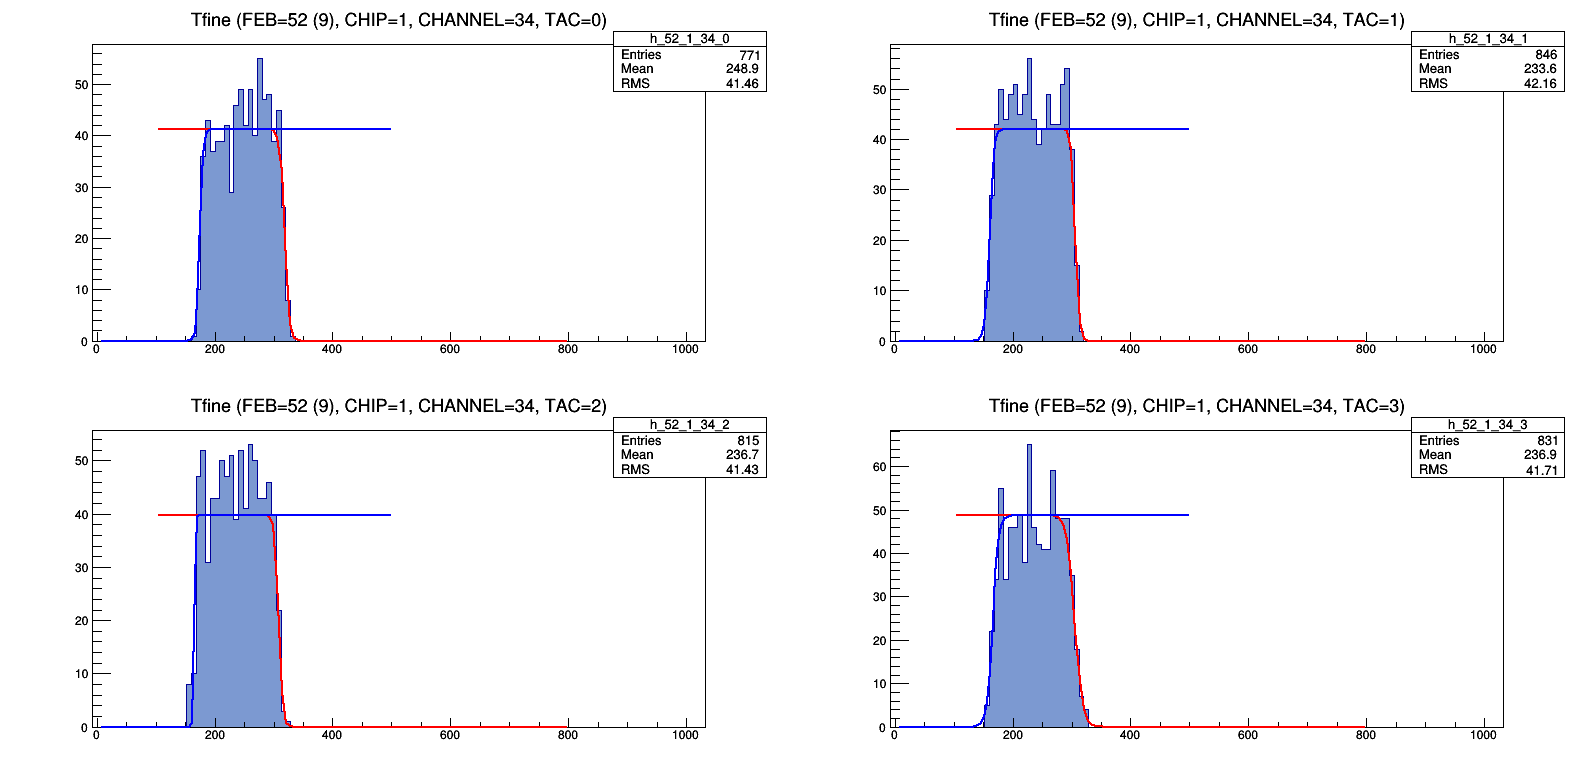 Tfine (FEB=52 (9), CHIP=1, CHANNEL=34, TAC=0)
h_52_1_34_0
Entries 771
Mean 248.9
RMS 41.46
50
40
30
20
10
0
0 200 400 600 800 1000
Tfine (FEB=52 (9), CHIP=1, CHANNEL=34, TAC=1)
h_52_1_34_1
Entries 846
Mean 233.6
RMS 42.16
50
40
30
20
10
0
0 200 400 600 800 1000
Tfine (FEB=52 (9), CHIP=1, CHANNEL=34, TAC=2)
h_52_1_34_2
Entries 815
Mean 236.7
RMS 41.43
50
40
30
20
10
0
0 200 400 600 800 1000
Tfine (FEB=52 (9), CHIP=1, CHANNEL=34, TAC=3)
h_52_1_34_3
Entries 831
Mean 236.9
RMS 41.71
60
50
40
30
20
10
0
0 200 400 600 800 1000